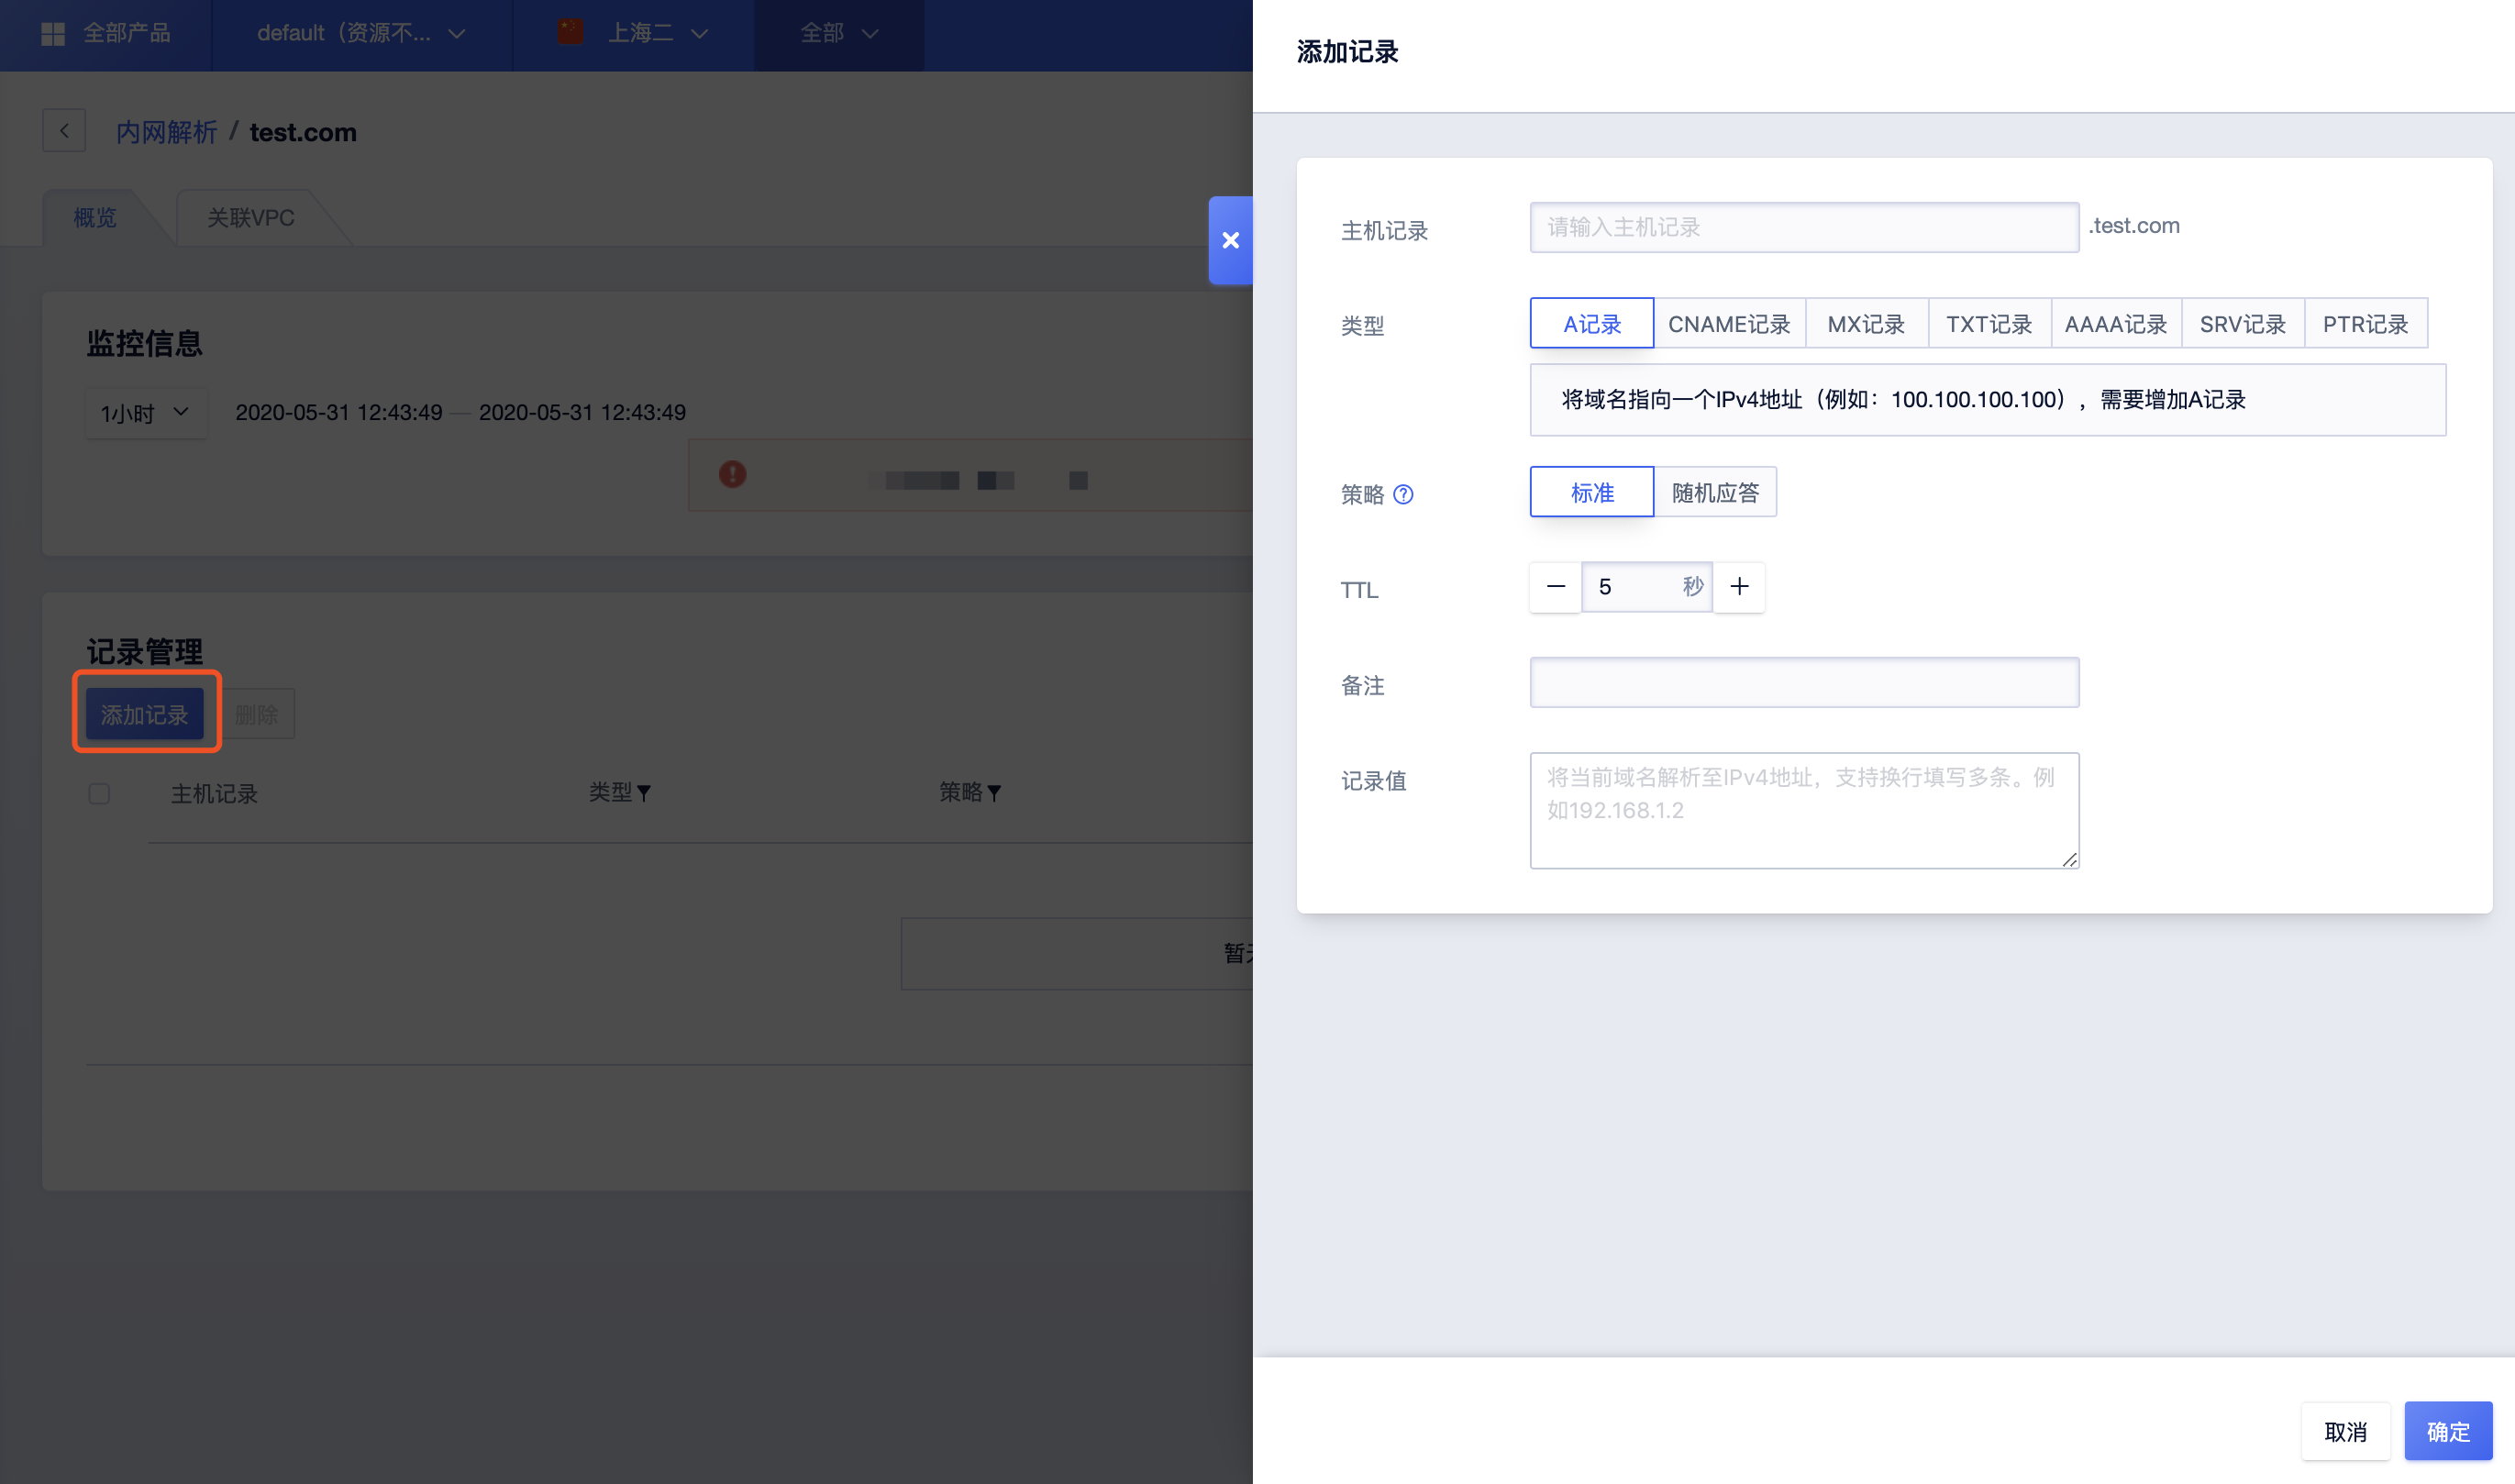 全部产品
default（资源不...
上海二
全部
内网解析 / test.com
概览
关联VPC
监控信息
1小时
2020-05-31 12:43:49 — 2020-05-31 12:43:49
记录管理
添加记录
删除
主机记录
类型
策略
添加记录
主机记录
请输入主机记录
.test.com
类型
A记录
CNAME记录
MX记录
TXT记录
AAAA记录
SRV记录
PTR记录
将域名指向一个IPv4地址（例如：100.100.100.100），需要增加A记录
策略
标准
随机应答
TTL
5
秒
备注
记录值
将当前域名解析至IPv4地址，支持换行填写多条。例
如192.168.1.2
取消
确定